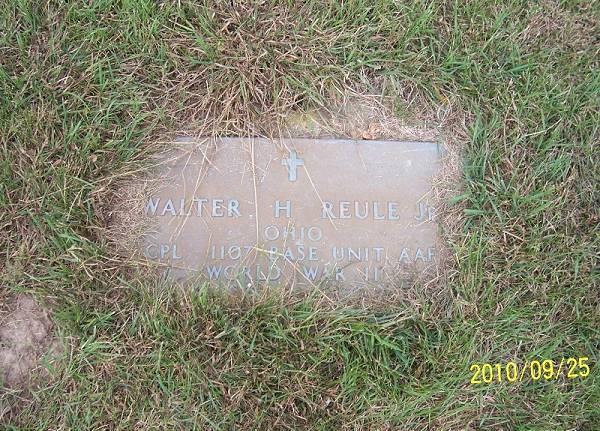 WALTER H REULE JR
OHIO
CPL 1107 BASE UNIT AAF
WORLD WAR II
2010/09/25